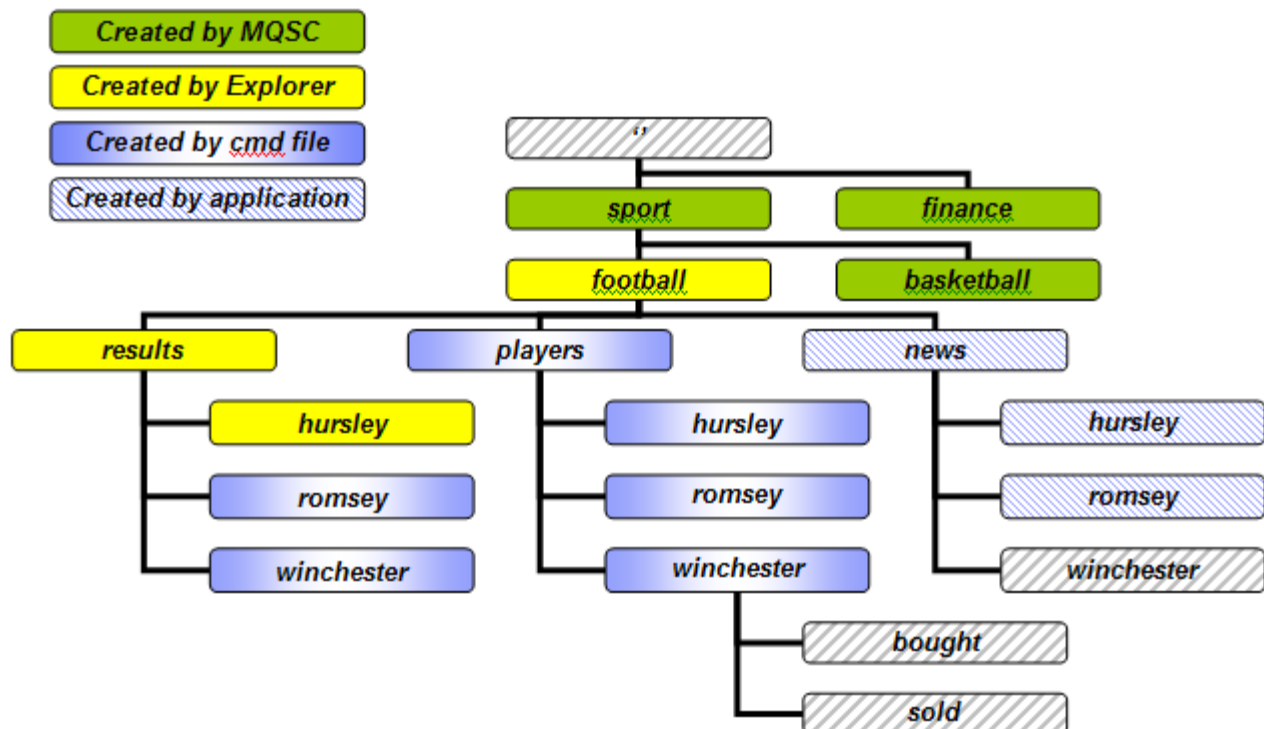 Created by MQSC
Created by Explorer
Created by cmd file
Created by application
‘’
sport
finance
football
basketball
results
players
news
hursley
hursley
hursley
romsey
romsey
romsey
winchester
winchester
winchester
bought
sold